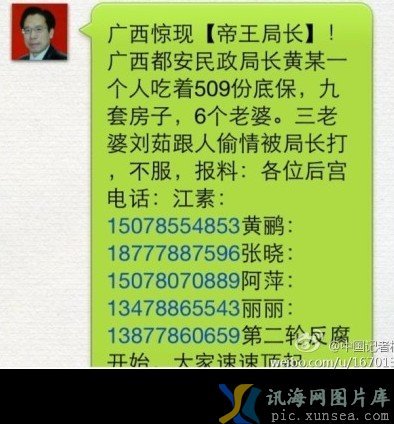 广西惊现【帝王局长】！
广西都安民政局长黄某一
个人吃着509份底保，九
套房子，6个老婆。三老
婆刘茹跟人偷情被局长打
，不服，报料：各位后宫
电话：江素：
15078554853黄鹂：
18777887596张晓：
15078070889阿萍：
13478865543丽丽：
13877860659第二轮反腐
开始，大家速速顶起
@中国记者
weibo.com/u/16701
讯海网图片库
pic.xunsea.com